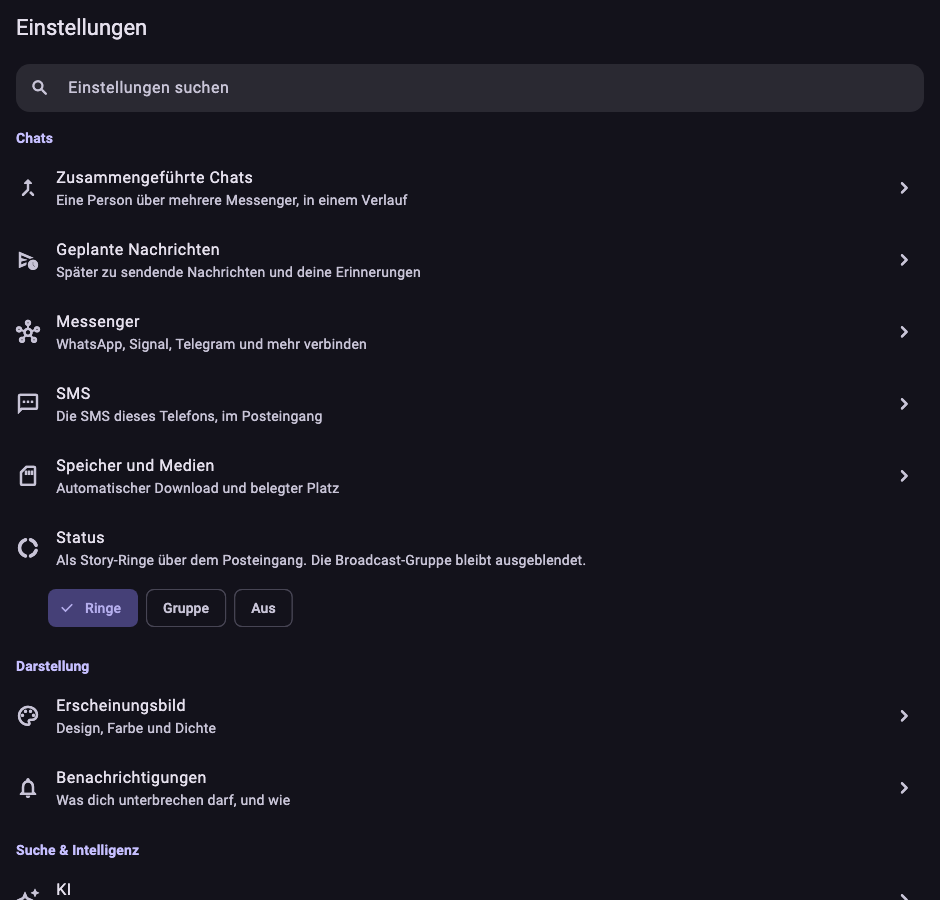 Einstellungen
Einstellungen suchen
Chats
Zusammengeführte Chats
Eine Person über mehrere Messenger, in einem Verlauf
Geplante Nachrichten
Später zu sendende Nachrichten und deine Erinnerungen
Messenger
WhatsApp, Signal, Telegram und mehr verbinden
SMS
Die SMS dieses Telefons, im Posteingang
Speicher und Medien
Automatischer Download und belegter Platz
Status
Als Story-Ringe über dem Posteingang. Die Broadcast-Gruppe bleibt ausgeblendet.
Ringe Gruppe Aus
Darstellung
Erscheinungsbild
Design, Farbe und Dichte
Benachrichtigungen
Was dich unterbrechen darf, und wie
Suche & Intelligenz
KI